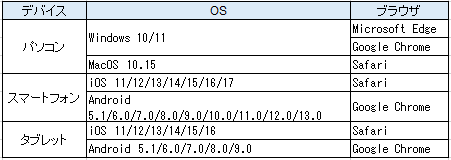 デバイス OS ブラウザ
パソコン Windows 10/11 Microsoft Edge
Google Chrome
MacOS 10.15 Safari
スマートフォン iOS 11/12/13/14/15/16/17 Safari
Android
5.1/6.0/7.0/8.0/9.0/10.0/11.0/12.0/13.0 Google Chrome
タブレット iOS 11/12/13/14/15/16 Safari
Android 5.1/6.0/7.0/8.0/9.0 Google Chrome